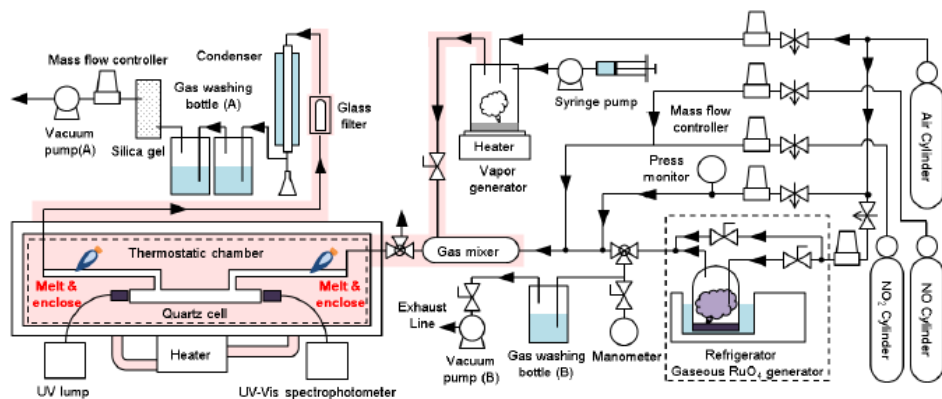 Condenser
Mass flow controller
Gas washing
bottle (A)
Glass
filter
Vacuum
pump(A)
Silica gel
Syringe pump
Heater
Vapor
generator
Mass flow
controller
Press
monitor
Air Cylinder
Thermostatic chamber
Gas mixer
Melt &
enclose
Melt &
enclose
Quartz cell
Heater
UV lump
UV-Vis spectrophotometer
Exhaust
Line
Vacuum
pump (B)
Gas washing
bottle (B)
Manometer
Refrigerator
Gaseous RuO₄ generator
NO₂ Cylinder
NO Cylinder